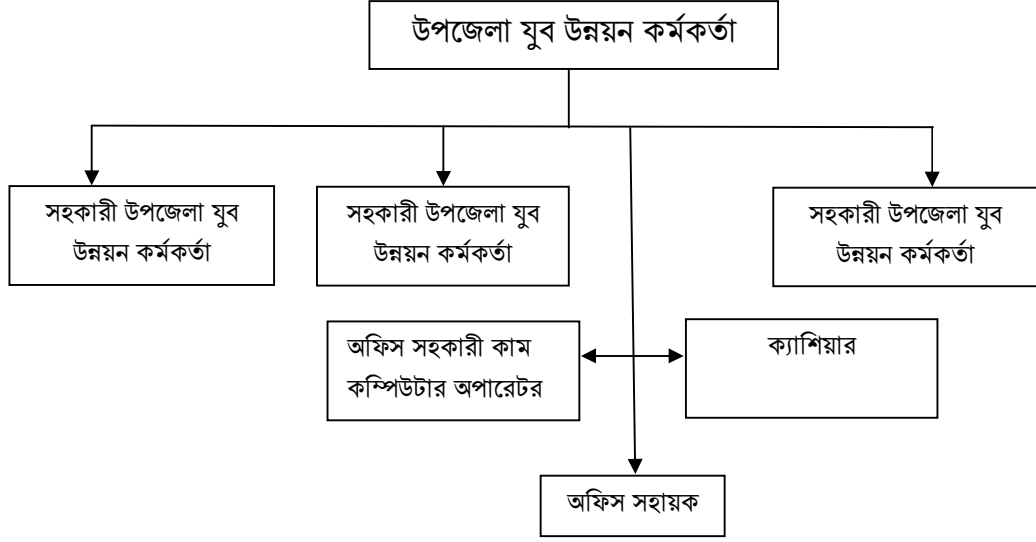 উপজেলা যুব উন্নয়ন কর্মকর্তা
সহকারী উপজেলা যুব
উন্নয়ন কর্মকর্তা
সহকারী উপজেলা যুব
উন্নয়ন কর্মকর্তা
সহকারী উপজেলা যুব
উন্নয়ন কর্মকর্তা
অফিস সহকারী কাম
কম্পিউটার অপারেটর
ক্যাশিয়ার
অফিস সহায়ক